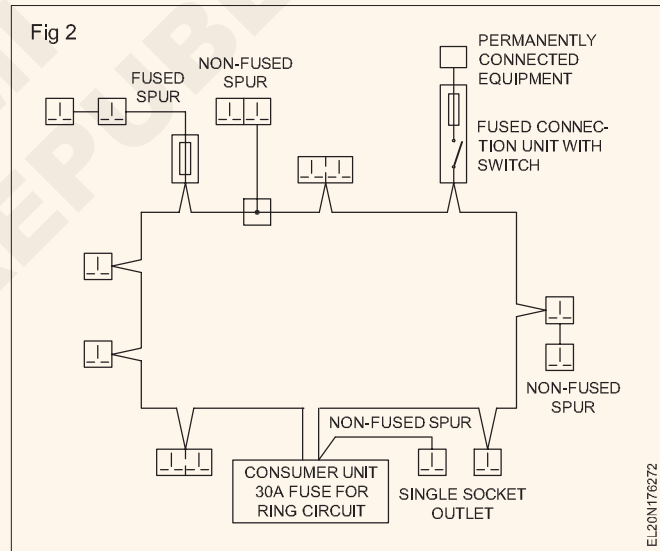 Fig 2
FUSED
SPUR
NON-FUSED
SPUR
PERMANENTLY
CONNECTED
EQUIPMENT
FUSED CONNEC-
TION UNIT WITH
SWITCH
NON-FUSED
SPUR
NON-FUSED SPUR
CONSUMER UNIT
30A FUSE FOR
RING CIRCUIT
SINGLE SOCKET
OUTLET
EL20N176272